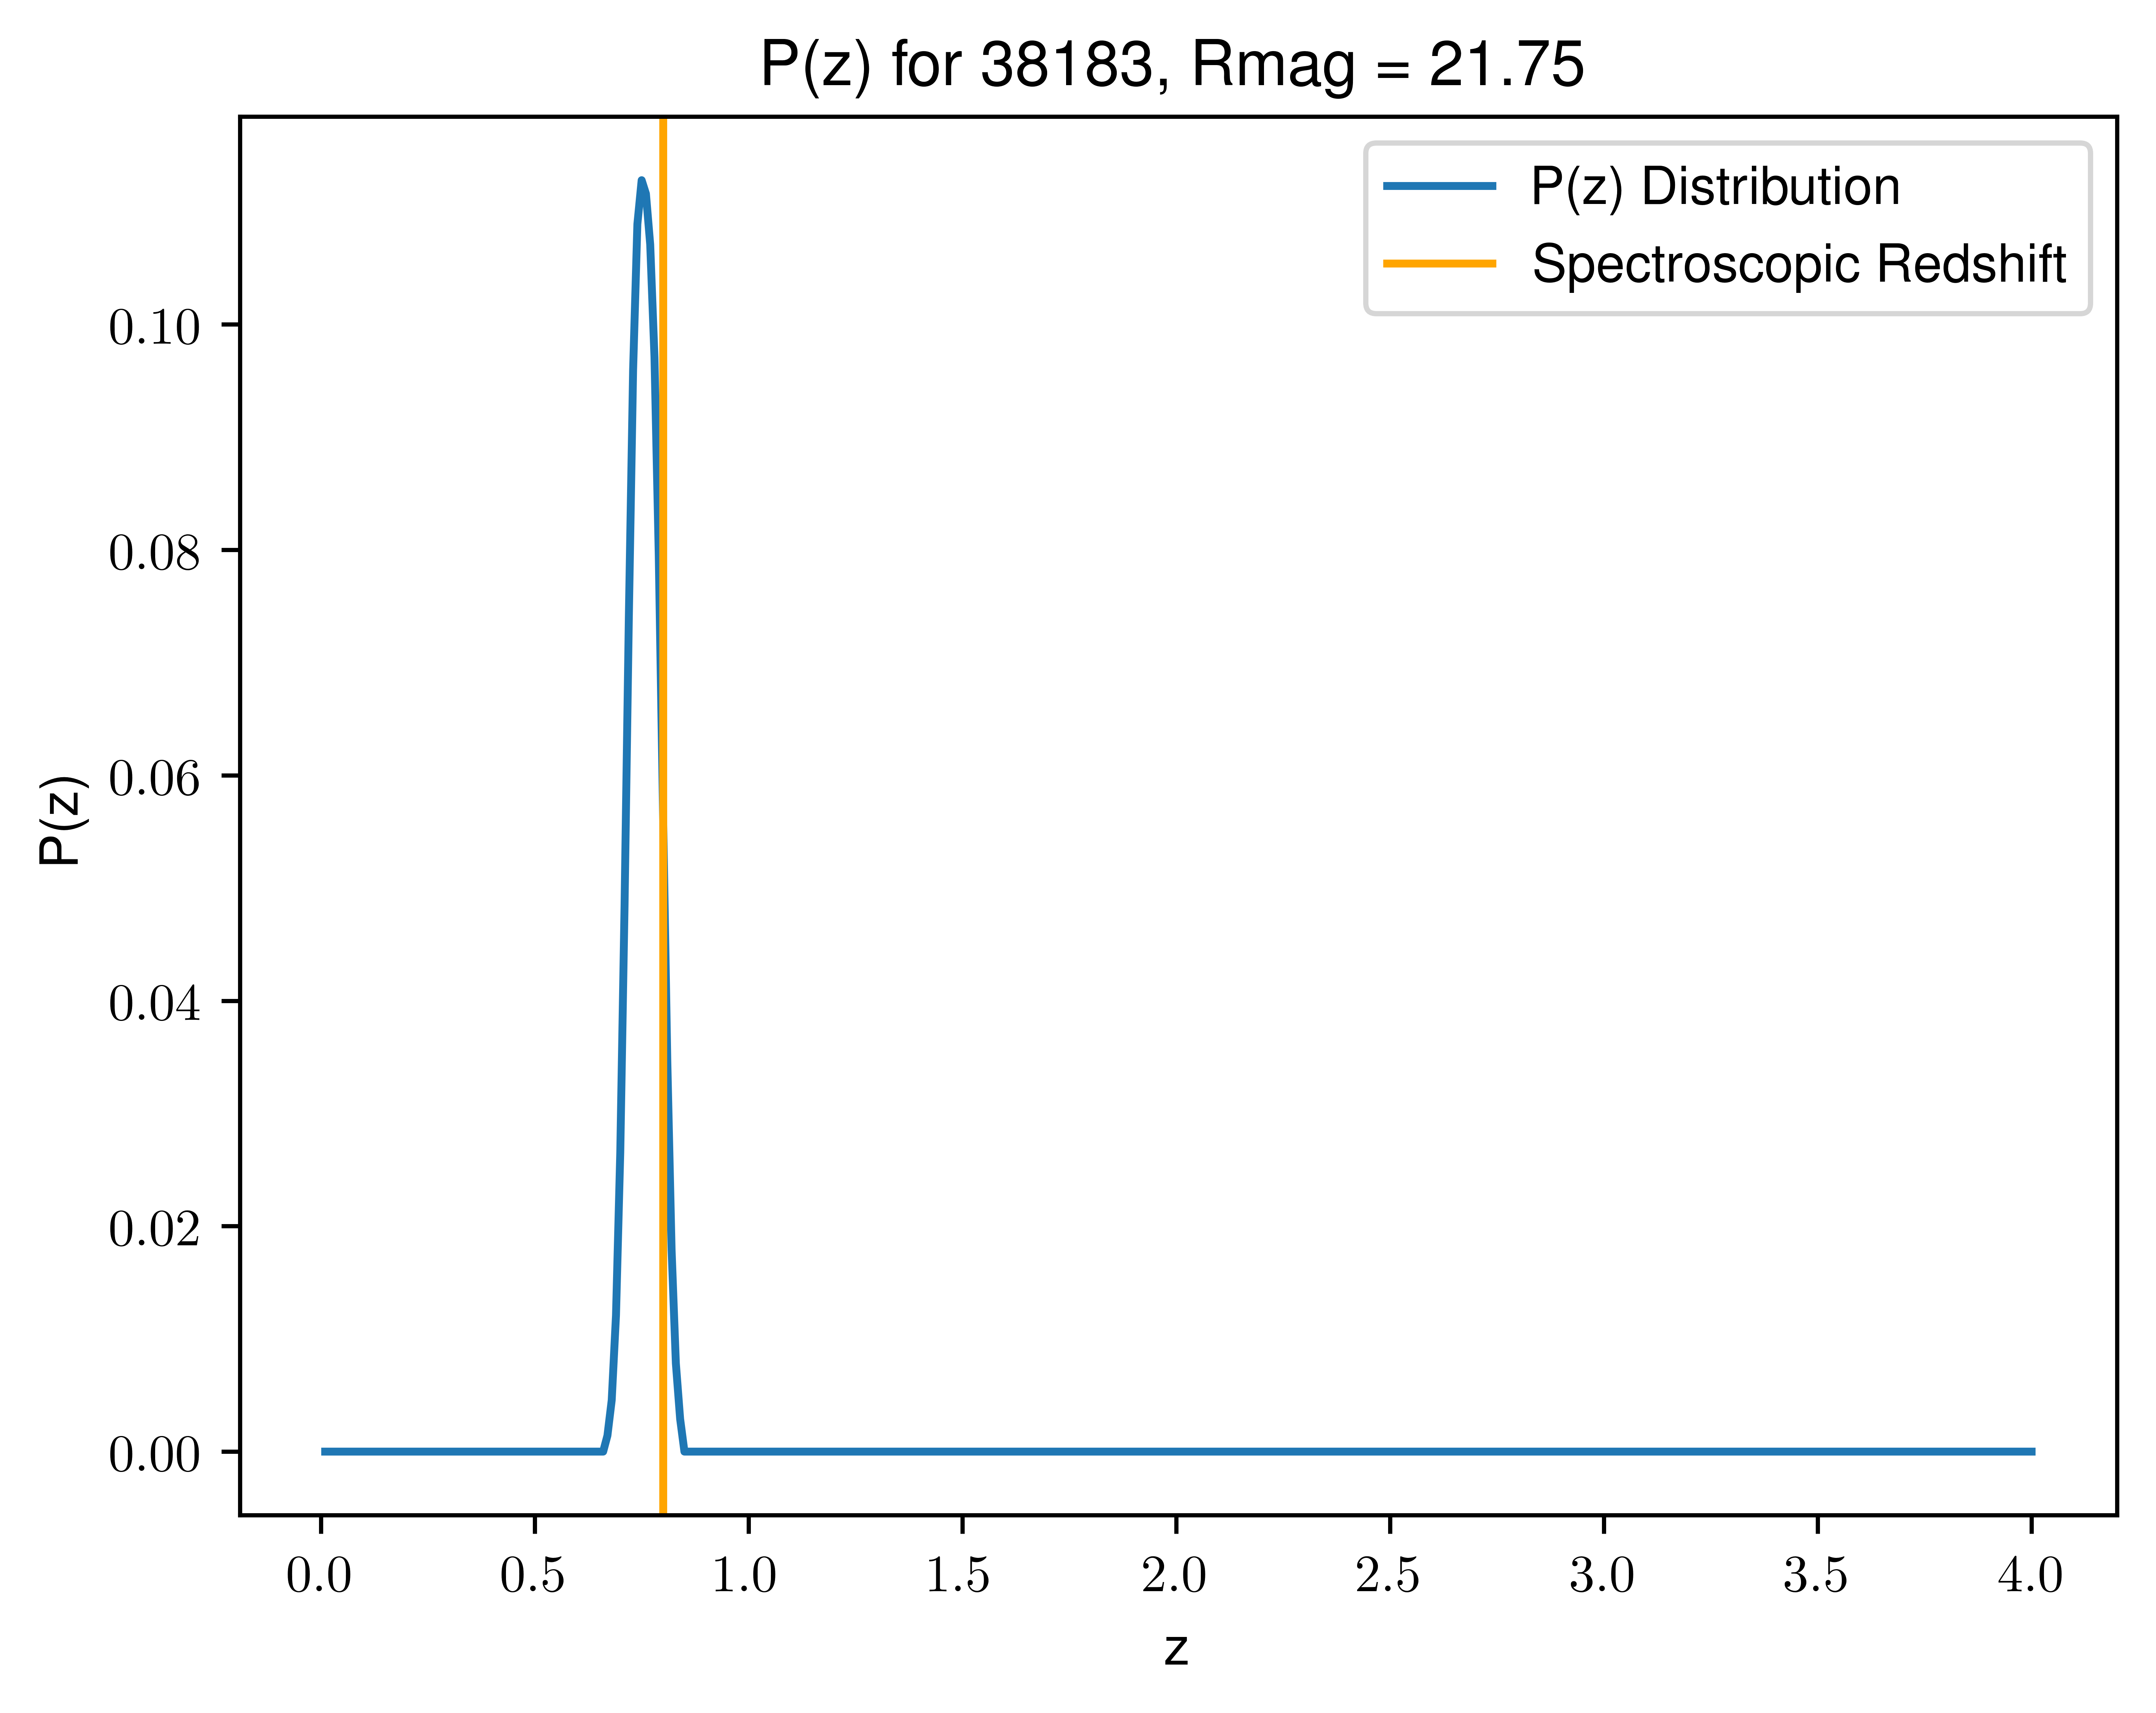 P(z) for 38183, Rmag = 21.75
P(z) Distribution
Spectroscopic Redshift
0.10
0.08
0.06
0.04
0.02
0.00
P(z)
0.0 0.5 1.0 1.5 2.0 2.5 3.0 3.5 4.0
z